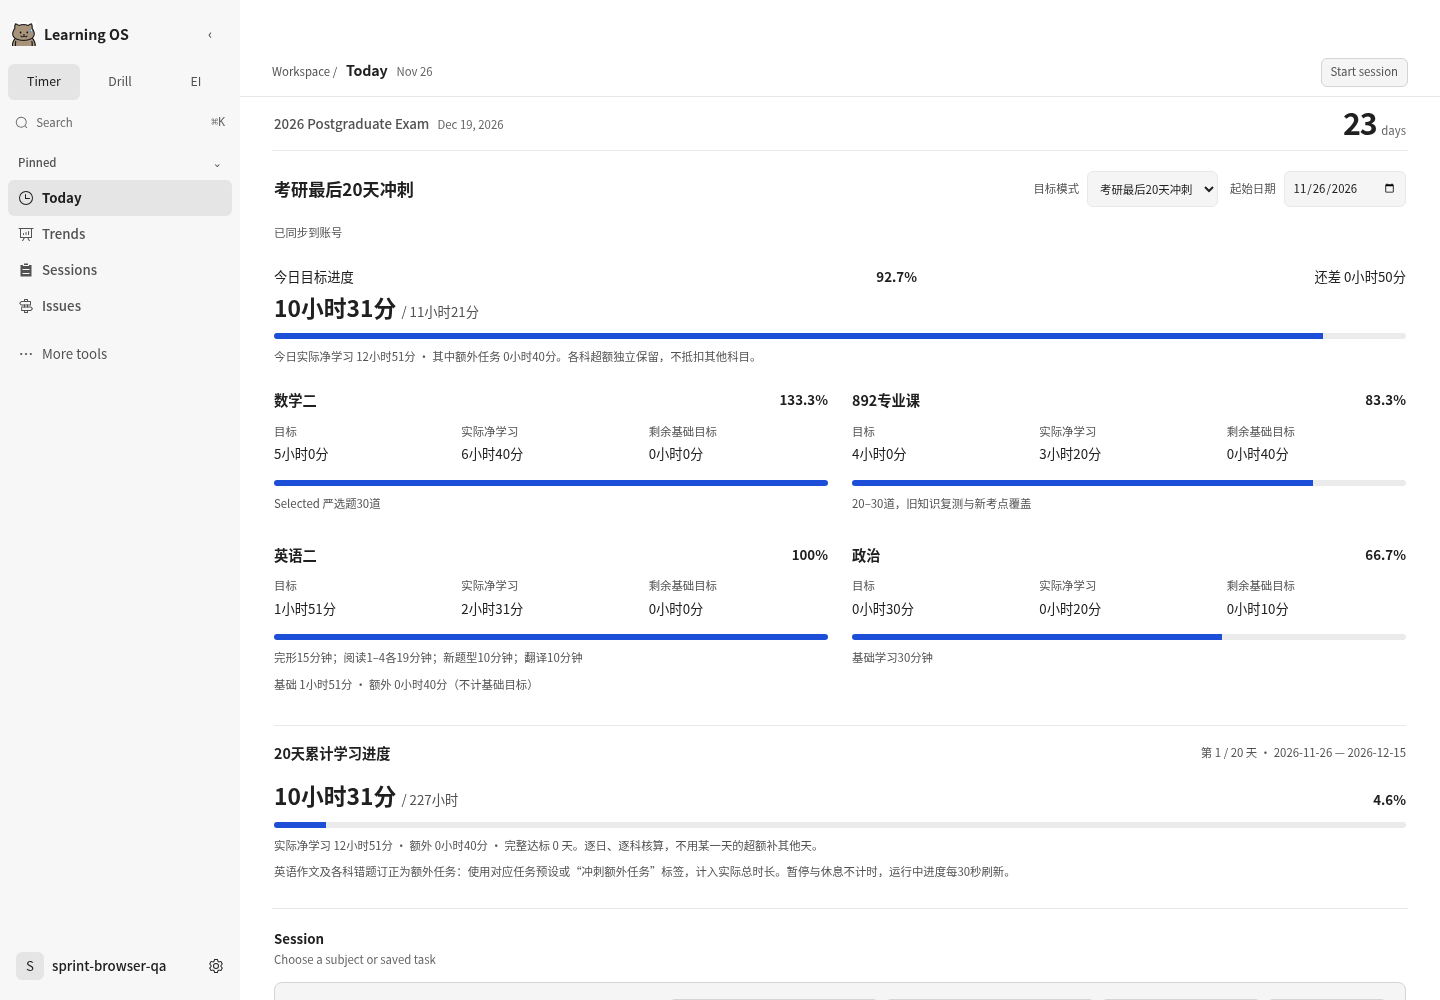 Learning OS
‹
Timer Drill EI
Search ⌘K
Pinned
Today
Trends
Sessions
Issues
More tools
S sprint-browser-qa
Workspace / Today Nov 26
Start session
2026 Postgraduate Exam Dec 19, 2026
23 days
考研最后20天冲刺
目标模式 考研最后20天冲刺 起始日期 11/26/2026
已同步到账号
今日目标进度 92.7% 还差 0小时50分
10小时31分 / 11小时21分
今日实际净学习 12小时51分 · 其中额外任务 0小时40分。各科超额独立保留，不抵扣其他科目。
数学二 133.3%
目标 实际净学习 剩余基础目标
5小时0分 6小时40分 0小时0分
Selected 严选题30道
892专业课 83.3%
目标 实际净学习 剩余基础目标
4小时0分 3小时20分 0小时40分
20–30道，旧知识复测与新考点覆盖
英语二 100%
目标 实际净学习 剩余基础目标
1小时51分 2小时31分 0小时0分
完形15分钟；阅读1–4各19分钟；新题型10分钟；翻译10分钟
基础 1小时51分 · 额外 0小时40分（不计基础目标）
政治 66.7%
目标 实际净学习 剩余基础目标
0小时30分 0小时20分 0小时10分
基础学习30分钟
20天累计学习进度 第 1 / 20 天 · 2026-11-26 — 2026-12-15
10小时31分 / 227小时 4.6%
实际净学习 12小时51分 · 额外 0小时40分 · 完整达标 0 天。逐日、逐科核算，不用某一天的超额补其他天。
英语作文及各科错题订正为额外任务：使用对应任务预设或“冲刺额外任务”标签，计入实际总时长。暂停与休息不计时，运行中进度每30秒刷新。
Session
Choose a subject or saved task